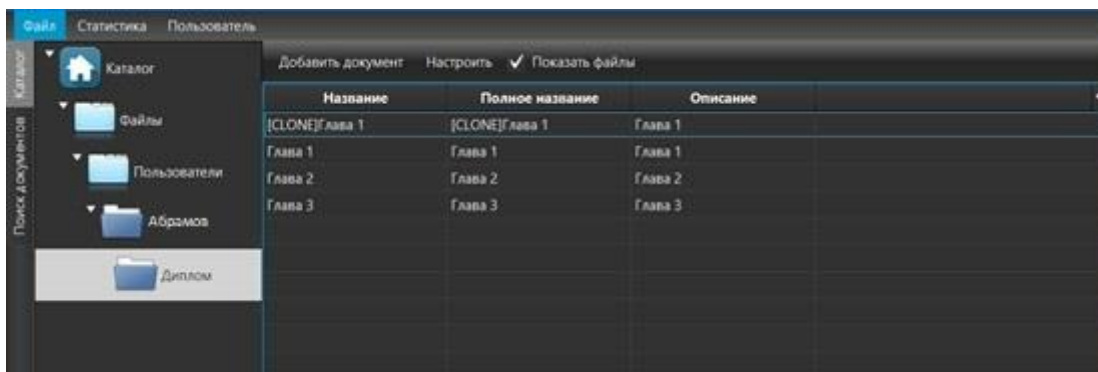 Файл Статистика Пользователь
Каталог
Поиск документов
Каталог
Файлы
Пользователи
Абрамов
Диплом
Добавить документ Настроить Показать файлы
Название Полное название Описание
[CLONE]Глава 1 [CLONE]Глава 1 Глава 1
Глава 1 Глава 1 Глава 1
Глава 2 Глава 2 Глава 2
Глава 3 Глава 3 Глава 3